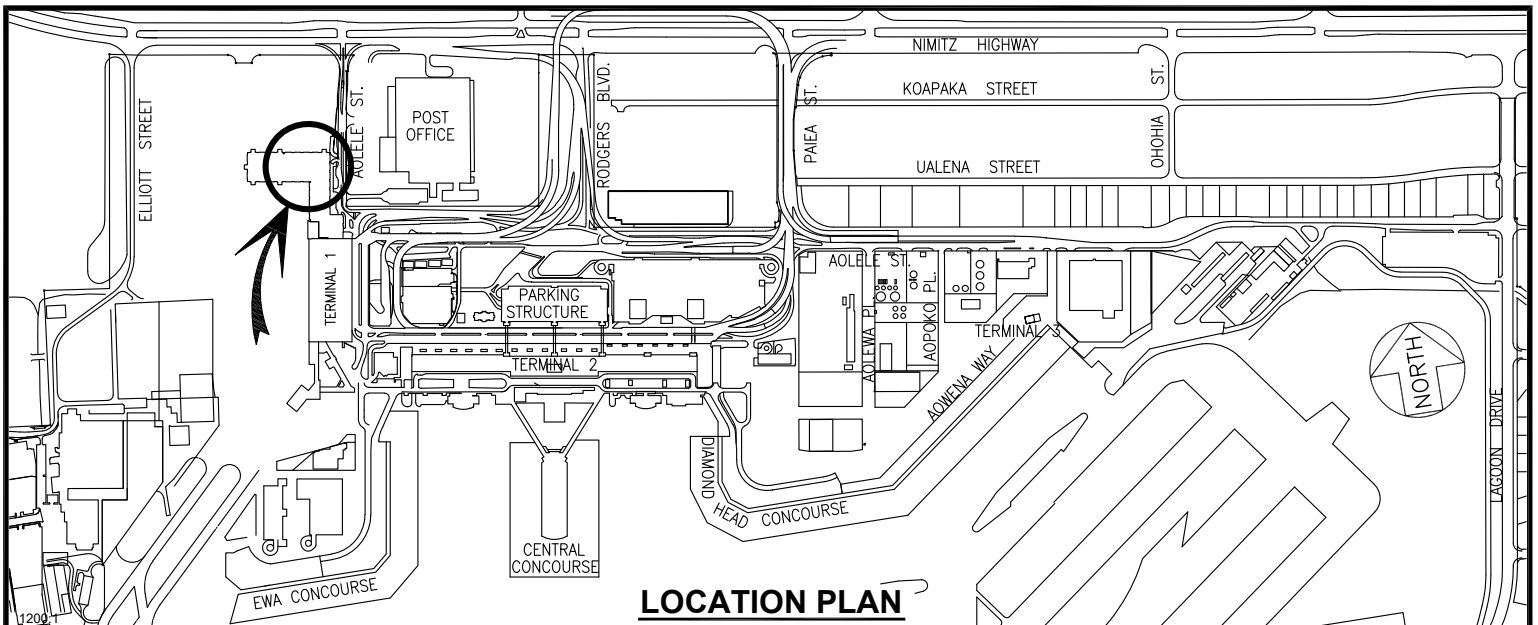 NIMITZ HIGHWAY
KOAPAKA STREET
UALENA STREET
ELLIOTT STREET
AOLELE ST.
POST
OFFICE
RODGERS BLVD.
PAIEA ST.
OHOHIA ST.
TERMINAL 1
PARKING
STRUCTURE
TERMINAL 2
AOLELE ST.
AOLEWA PL.
AOPOKO PL.
TERMINAL 3
AOWENA WAY
NORTH
LAGOON DRIVE
DIAMOND
HEAD CONCOURSE
CENTRAL
CONCOURSE
EWA CONCOURSE
LOCATION PLAN
1200:1